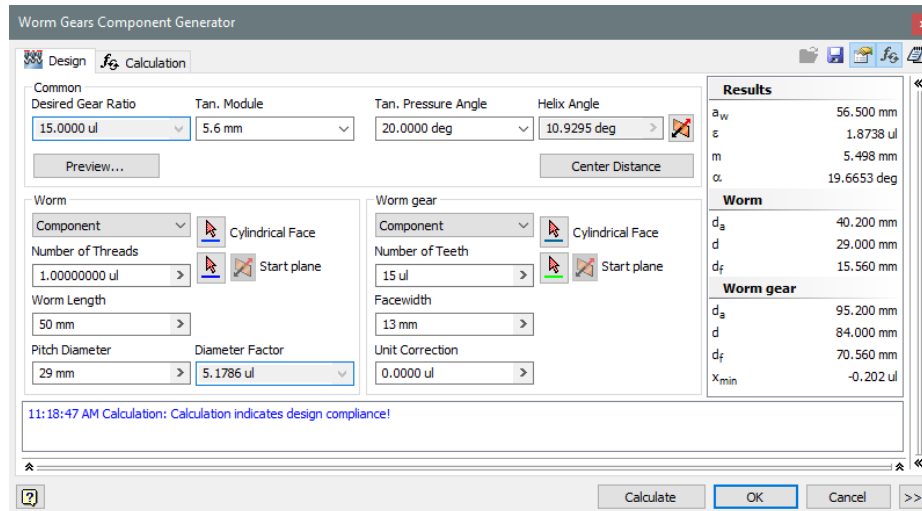 Worm Gears Component Generator
Design
Calculation
Common
Desired Gear Ratio Tan. Module Tan. Pressure Angle Helix Angle
15.0000 ul 5.6 mm 20.0000 deg 10.9295 deg
Preview... Center Distance
Worm
Component
Cylindrical Face
Number of Threads
Start plane
1.00000000 ul
Worm Length
50 mm
Pitch Diameter Diameter Factor
29 mm 5.1786 ul
Worm gear
Component
Cylindrical Face
Number of Teeth
Start plane
15 ul
Facewidth
13 mm
Unit Correction
0.0000 ul
Results
aw 56.500 mm
ε 1.8738 ul
m 5.498 mm
α 19.6653 deg
Worm
da 40.200 mm
d 29.000 mm
df 15.560 mm
Worm gear
da 95.200 mm
d 84.000 mm
df 70.560 mm
xmin -0.202 ul
11:18:47 AM Calculation: Calculation indicates design compliance!
Calculate OK Cancel >>